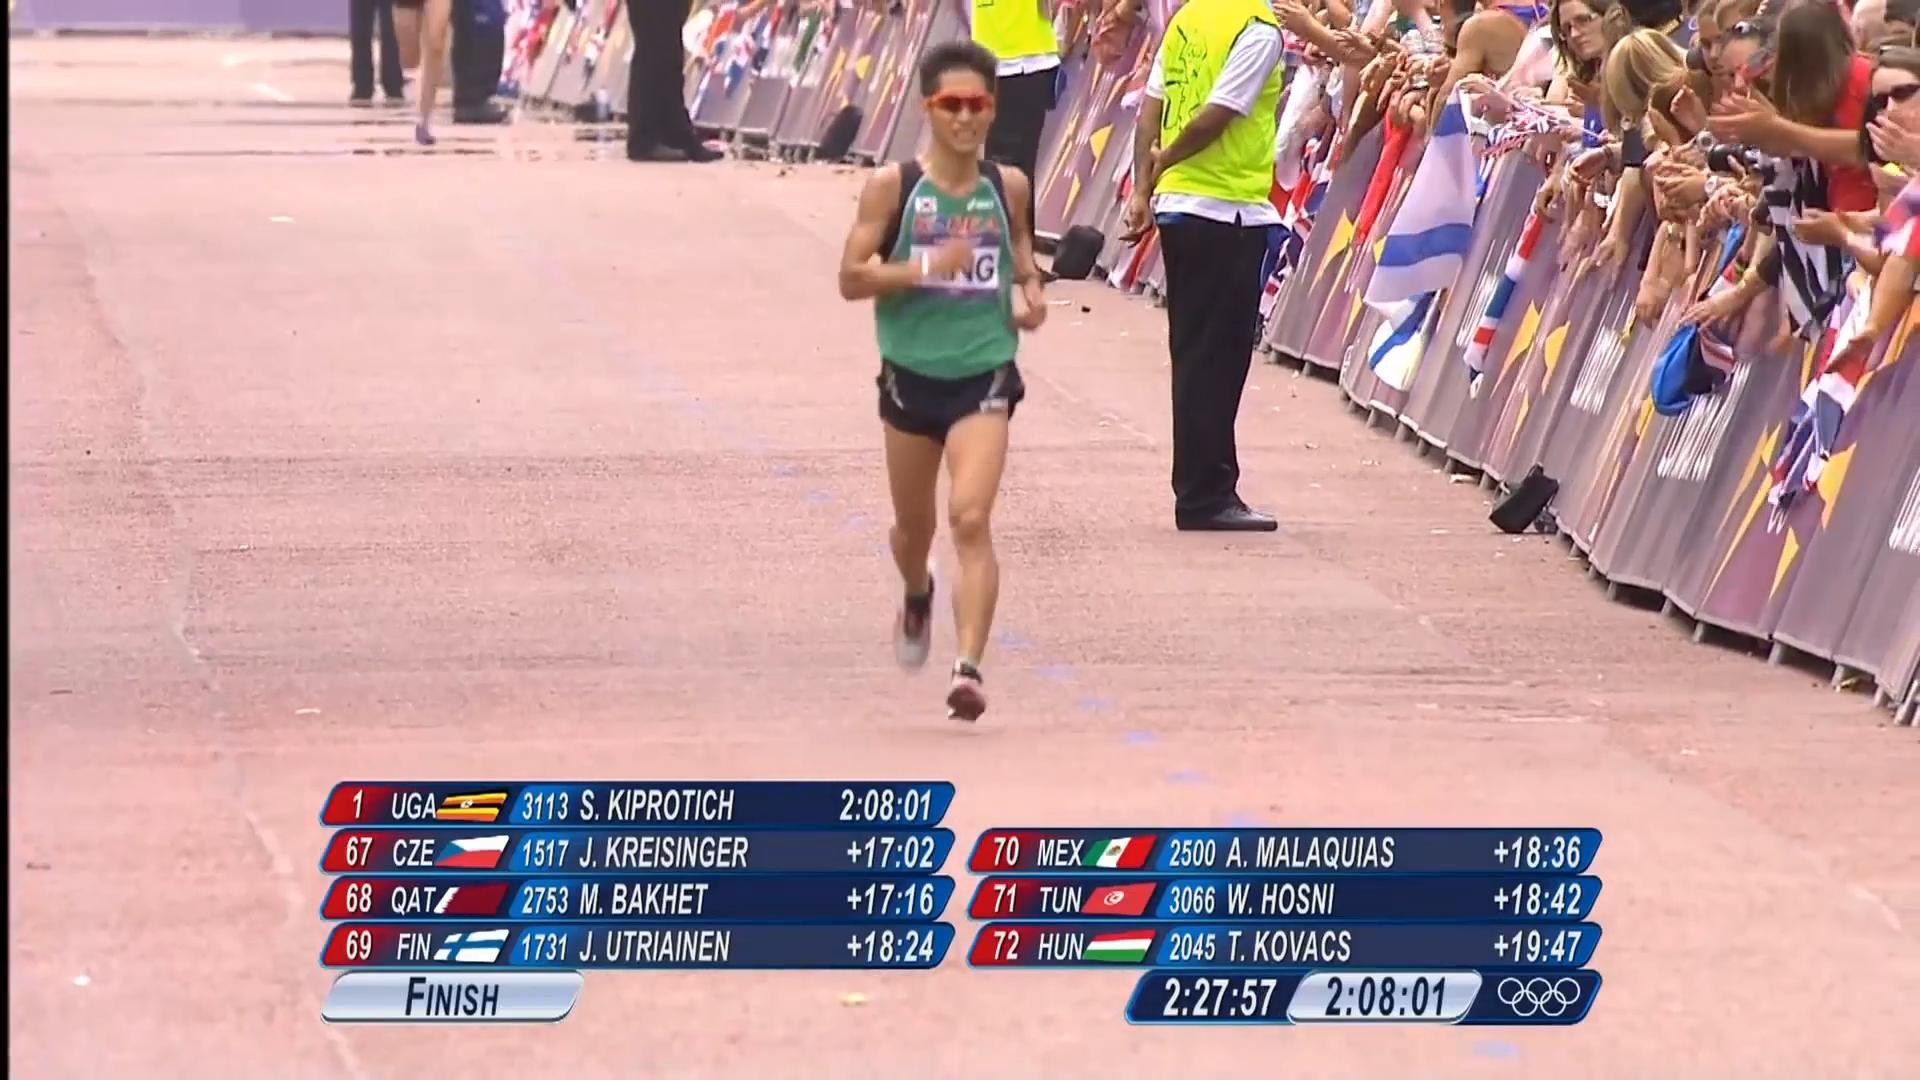 KOREA
1 UGA 3113 S. KIPROTICH 2:08:01
67 CZE 1517 J. KREISINGER +17:02
68 QAT 2753 M. BAKHET +17:16
69 FIN 1731 J. UTRIAINEN +18:24
70 MEX 2500 A. MALAQUIAS +18:36
71 TUN 3066 W. HOSNI +18:42
72 HUN 2045 T. KOVACS +19:47
FINISH
2:27:57 2:08:01